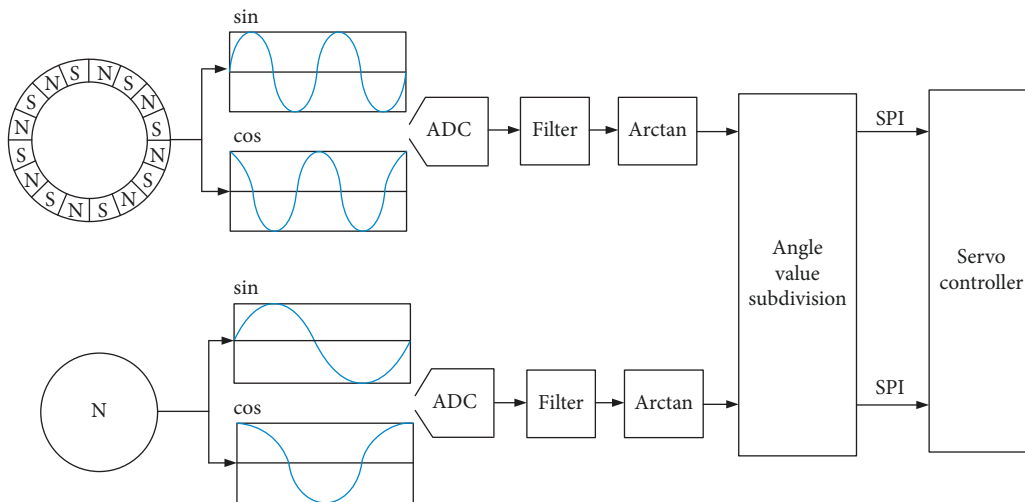 sin
N
S
N
S
N
S
N
S
N
S
N
S
N
S
N
S
cos
ADC
Filter
Arctan
SPI
Angle
value
subdivision
Servo
controller
sin
N
cos
ADC
Filter
Arctan
SPI